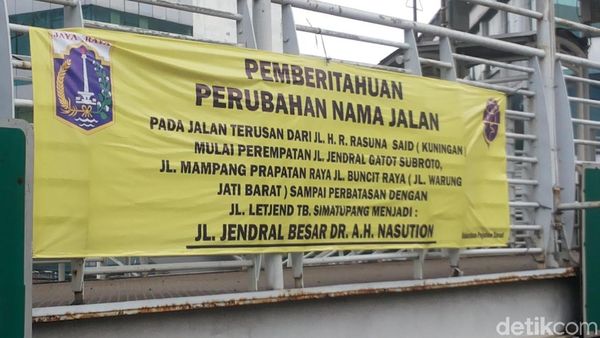 JAYA RAYA
PEMBERITAHUAN
PERUBAHAN NAMA JALAN
PADA JALAN TERUSAN DARI JL. H. R. RASUNA SAID ( KUNINGAN )
MULAI PEREMPATAN JL. JENDRAL GATOT SUBROTO,
JL. MAMPANG PRAPATAN RAYA JL. BUNCIT RAYA ( JL. WARUNG
JATI BARAT ) SAMPAI PERBATASAN DENGAN
JL. LETJEND TB. SIMATUPANG MENJADI :
JL. JENDRAL BESAR DR. A.H. NASUTION
detikcom